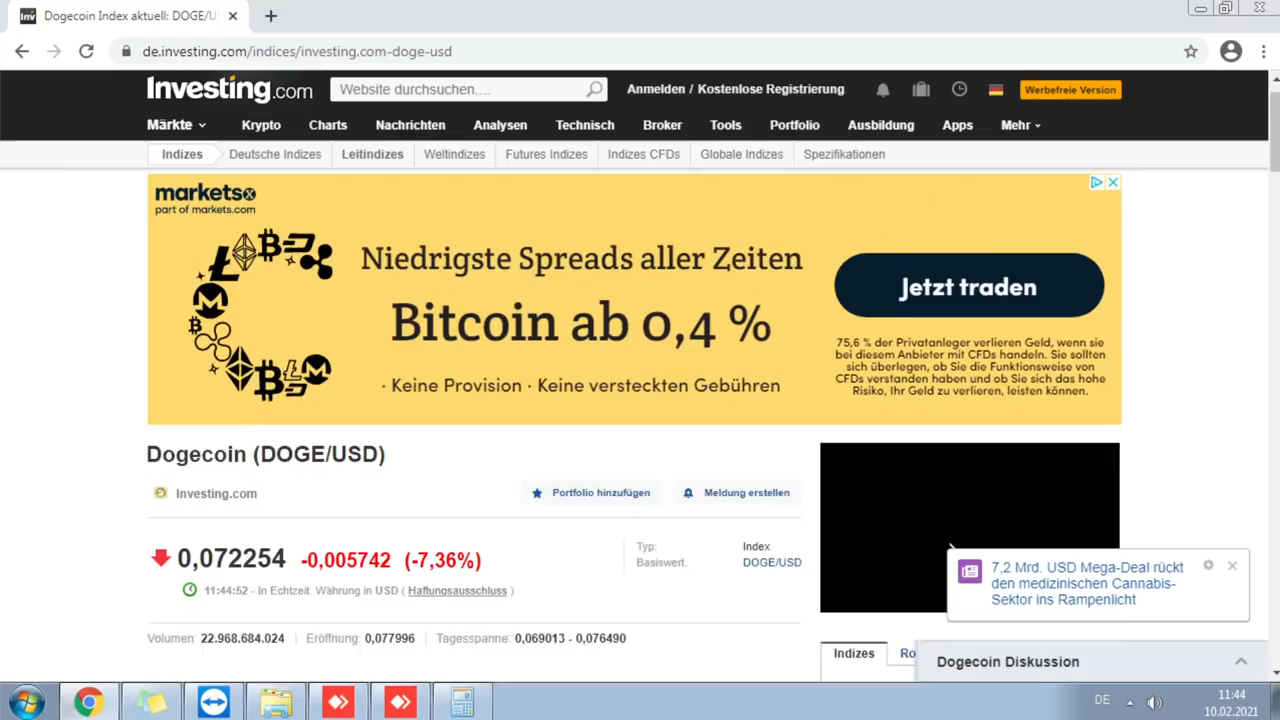 Dogecoin Index aktuell: DOGE/U
de.investing.com/indices/investing.com-doge-usd
Investing.com
Website durchsuchen....
Anmelden / Kostenlose Registrierung
Werbefreie Version
Märkte
Krypto
Charts
Nachrichten
Analysen
Technisch
Broker
Tools
Portfolio
Ausbildung
Apps
Mehr
Indizes
Deutsche Indizes
Leitindizes
Weltindizes
Futures Indizes
Indizes CFDs
Globale Indizes
Spezifikationen
marketsx
part of markets.com
Niedrigste Spreads aller Zeiten
Bitcoin ab 0,4 %
· Keine Provision · Keine versteckten Gebühren
Jetzt traden
75,6 % der Privatanleger verlieren Geld, wenn sie
bei diesem Anbieter mit CFDs handeln. Sie sollten
sich überlegen, ob Sie die Funktionsweise von
CFDs verstanden haben und ob Sie sich das hohe
Risiko, Ihr Geld zu verlieren, leisten können.
Dogecoin (DOGE/USD)
Investing.com
Portfolio hinzufügen
Meldung erstellen
0,072254 -0,005742 (-7,36%)
11:44:52 - In Echtzeit. Währung in USD ( Haftungsausschluss )
Typ: Index
Basiswert: DOGE/USD
Volumen: 22.968.684.024
Eröffnung: 0,077996
Tagesspanne: 0,069013 - 0,076490
7,2 Mrd. USD Mega-Deal rückt
den medizinischen Cannabis-
Sektor ins Rampenlicht
Indizes
Ro
Dogecoin Diskussion
DE
11:44
10.02.2021